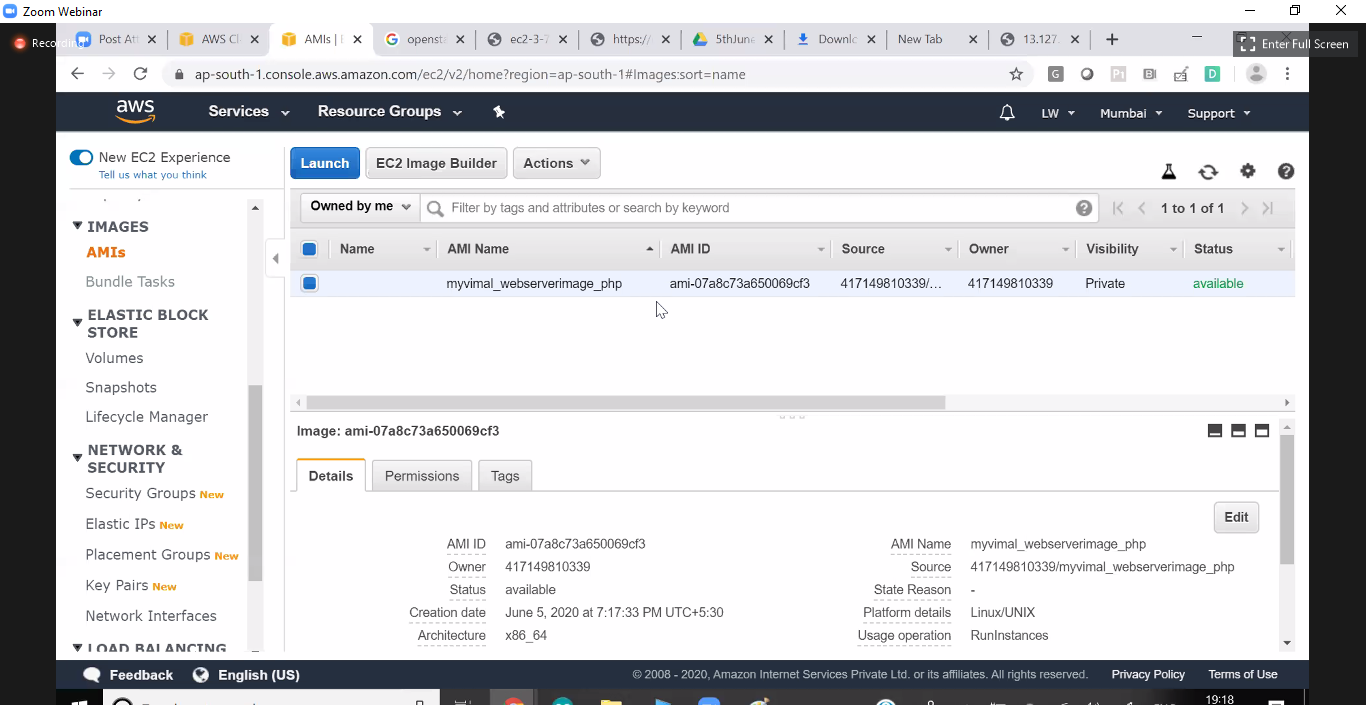 Zoom Webinar
Recording
Post Att
AWS Cl
AMIs | E
opensta
ec2-3-7
https:/
5thJune
Downlo
New Tab
13.127.
Enter Full Screen
ap-south-1.console.aws.amazon.com/ec2/v2/home?region=ap-south-1#Images:sort=name
aws Services Resource Groups LW Mumbai Support
New EC2 Experience
Tell us what you think
IMAGES
AMIs
Bundle Tasks
ELASTIC BLOCK
STORE
Volumes
Snapshots
Lifecycle Manager
NETWORK &
SECURITY
Security Groups New
Elastic IPs New
Placement Groups New
Key Pairs New
Network Interfaces
LOAD BALANCING
Launch EC2 Image Builder Actions
Owned by me Filter by tags and attributes or search by keyword 1 to 1 of 1
Name AMI Name AMI ID Source Owner Visibility Status
myvimal_webserverimage_php ami-07a8c73a650069cf3 417149810339/... 417149810339 Private available
Image: ami-07a8c73a650069cf3
Details Permissions Tags
Edit
AMI ID ami-07a8c73a650069cf3 AMI Name myvimal_webserverimage_php
Owner 417149810339 Source 417149810339/myvimal_webserverimage_php
Status available State Reason -
Creation date June 5, 2020 at 7:17:33 PM UTC+5:30 Platform details Linux/UNIX
Architecture x86_64 Usage operation RunInstances
Feedback English (US) © 2008 - 2020, Amazon Internet Services Private Ltd. or its affiliates. All rights reserved. Privacy Policy Terms of Use
19:18